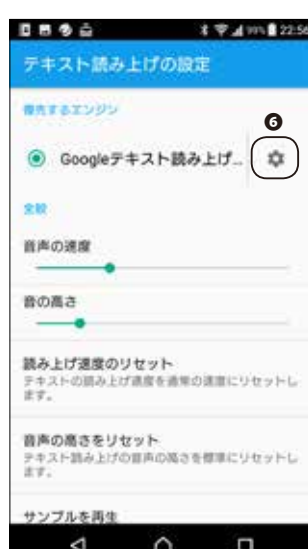 99% 22:56
テキスト読み上げの設定
優先するエンジン
❻
Googleテキスト読み上げ...
全般
音声の速度
音の高さ
読み上げ速度のリセット
テキストの読み上げ速度を通常の速度にリセットし
ます。
音声の高さをリセット
テキスト読み上げの音声の高さを標準にリセットし
ます。
サンプルを再生